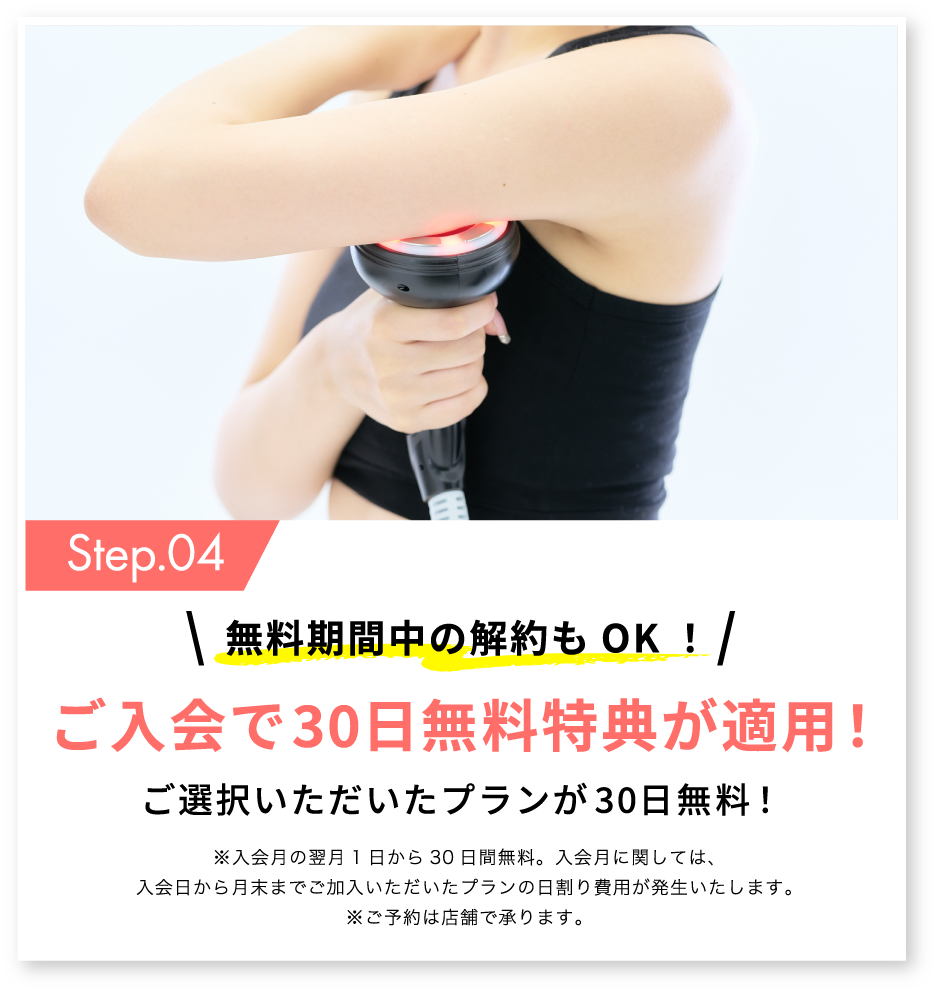 Step.04
\ 無料期間中の解約も OK ! /
ご入会で30日無料特典が適用!
ご選択いただいたプランが30日無料!
※入会月の翌月1日から30日間無料。入会月に関しては、
入会日から月末までご加入いただいたプランの日割り費用が発生いたします。
※ご予約は店舗で承ります。